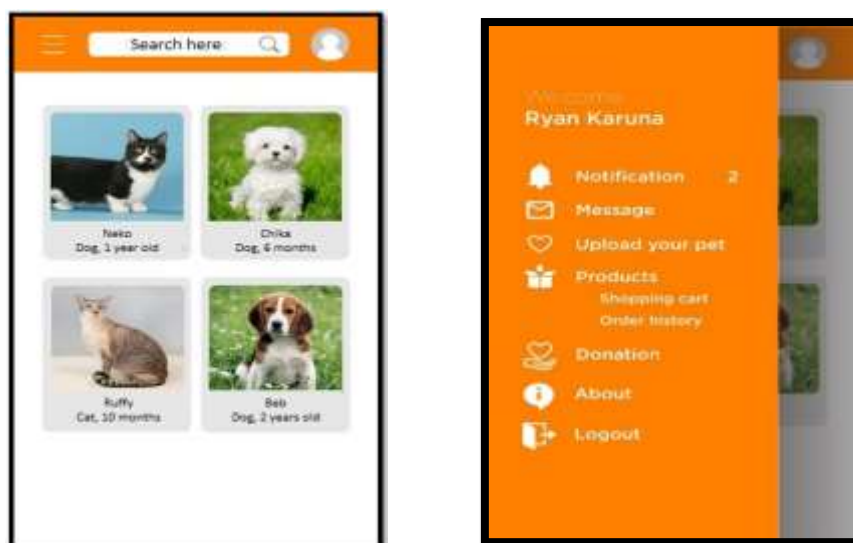 Search here
Neko
Dog, 1 year old
Chika
Dog, 6 months
Ruffy
Cat, 10 months
Bab
Dog, 2 years old
Welcome
Ryan Karuna
Notification 2
Message
Upload your pet
Products
Shopping cart
Order history
Donation
About
Logout